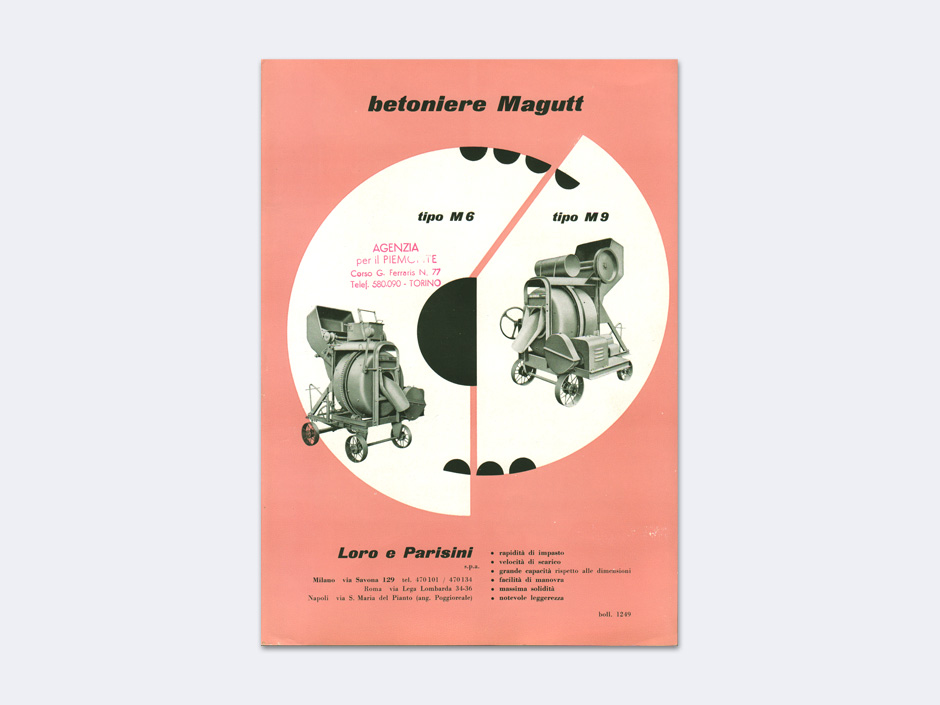 betoniere Magutt
tipo M 6
tipo M 9
AGENZIA
per il
Corso G. Ferraris N. 77
Telef. 580.090 - TORINO
Loro e Parisini
s.p.a.
Milano via Savona 129 tel. 470101 / 470134
Roma via Lega Lombarda 34-36
Napoli via S. Maria del Pianto (ang. Poggioreale)
• rapidità di impasto
• velocità di scarico
• grande capacità rispetto alle dimensioni
• facilità di manovra
• massima solidità
• notevole leggerezza
boll. 1249